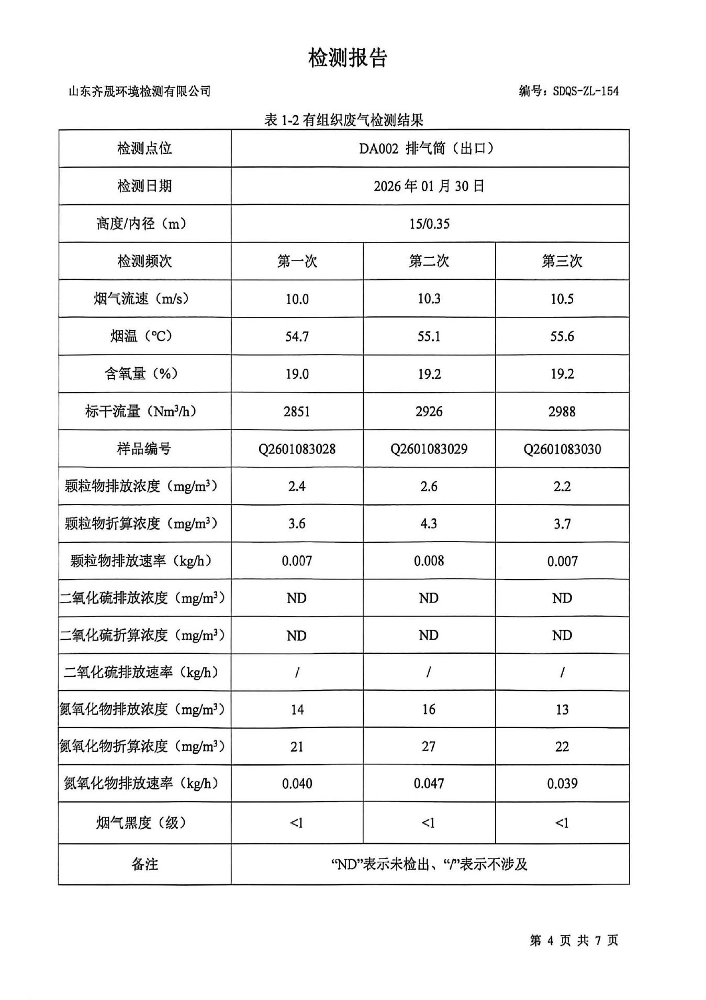 检测报告
山东齐晟环境检测有限公司 编号：SDQS-ZL-154
表 1-2 有组织废气检测结果
检测点位 DA002 排气筒（出口）
检测日期 2026 年 01 月 30 日
高度/内径（m） 15/0.35
检测频次 第一次 第二次 第三次
烟气流速（m/s） 10.0 10.3 10.5
烟温（℃） 54.7 55.1 55.6
含氧量（%） 19.0 19.2 19.2
标干流量（Nm³/h） 2851 2926 2988
样品编号 Q2601083028 Q2601083029 Q2601083030
颗粒物排放浓度（mg/m³） 2.4 2.6 2.2
颗粒物折算浓度（mg/m³） 3.6 4.3 3.7
颗粒物排放速率（kg/h） 0.007 0.008 0.007
二氧化硫排放浓度（mg/m³） ND ND ND
二氧化硫折算浓度（mg/m³） ND ND ND
二氧化硫排放速率（kg/h） / / /
氮氧化物排放浓度（mg/m³） 14 16 13
氮氧化物折算浓度（mg/m³） 21 27 22
氮氧化物排放速率（kg/h） 0.040 0.047 0.039
烟气黑度（级） <1 <1 <1
备注 “ND”表示未检出、“/”表示不涉及
第 4 页 共 7 页